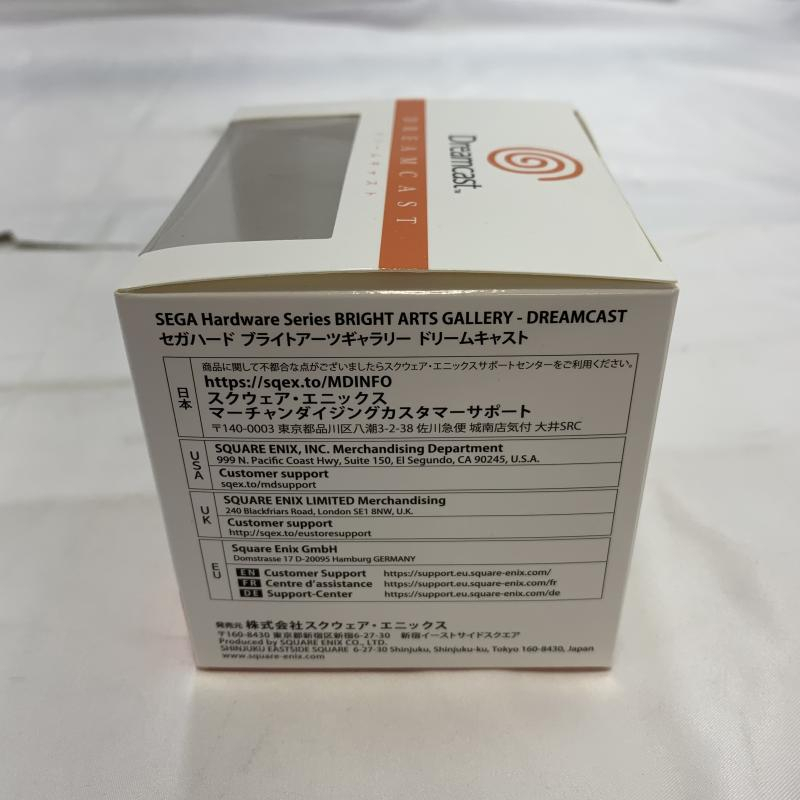 Dreamcast™
DREAMCAST
ドリームキャスト
SEGA Hardware Series BRIGHT ARTS GALLERY - DREAMCAST
セガハード ブライトアーツギャラリー ドリームキャスト
日本
商品に関して不都合な点がございましたらスクウェア・エニックスサポートセンターをご利用ください。
https://sqex.to/MDINFO
スクウェア・エニックス
マーチャンダイジングカスタマーサポート
〒140-0003 東京都品川区八潮3-2-38 佐川急便 城南店気付 大井SRC
USA
SQUARE ENIX, INC. Merchandising Department
999 N. Pacific Coast Hwy, Suite 150, El Segundo, CA 90245, U.S.A.
Customer support
sqex.to/mdsupport
UK
SQUARE ENIX LIMITED Merchandising
240 Blackfriars Road, London SE1 8NW, U.K.
Customer support
http://sqex.to/eustoresupport
EU
Square Enix GmbH
Domstrasse 17 D-20095 Hamburg GERMANY
EN Customer Support https://support.eu.square-enix.com/
FR Centre d'assistance https://support.eu.square-enix.com/fr
DE Support-Center https://support.eu.square-enix.com/de
発売元 株式会社スクウェア・エニックス
〒160-8430 東京都新宿区新宿6-27-30 新宿イーストサイドスクエア
Produced by SQUARE ENIX CO., LTD.
SHINJUKU EASTSIDE SQUARE 6-27-30 Shinjuku, Shinjuku-ku, Tokyo 160-8430, Japan
www.square-enix.com